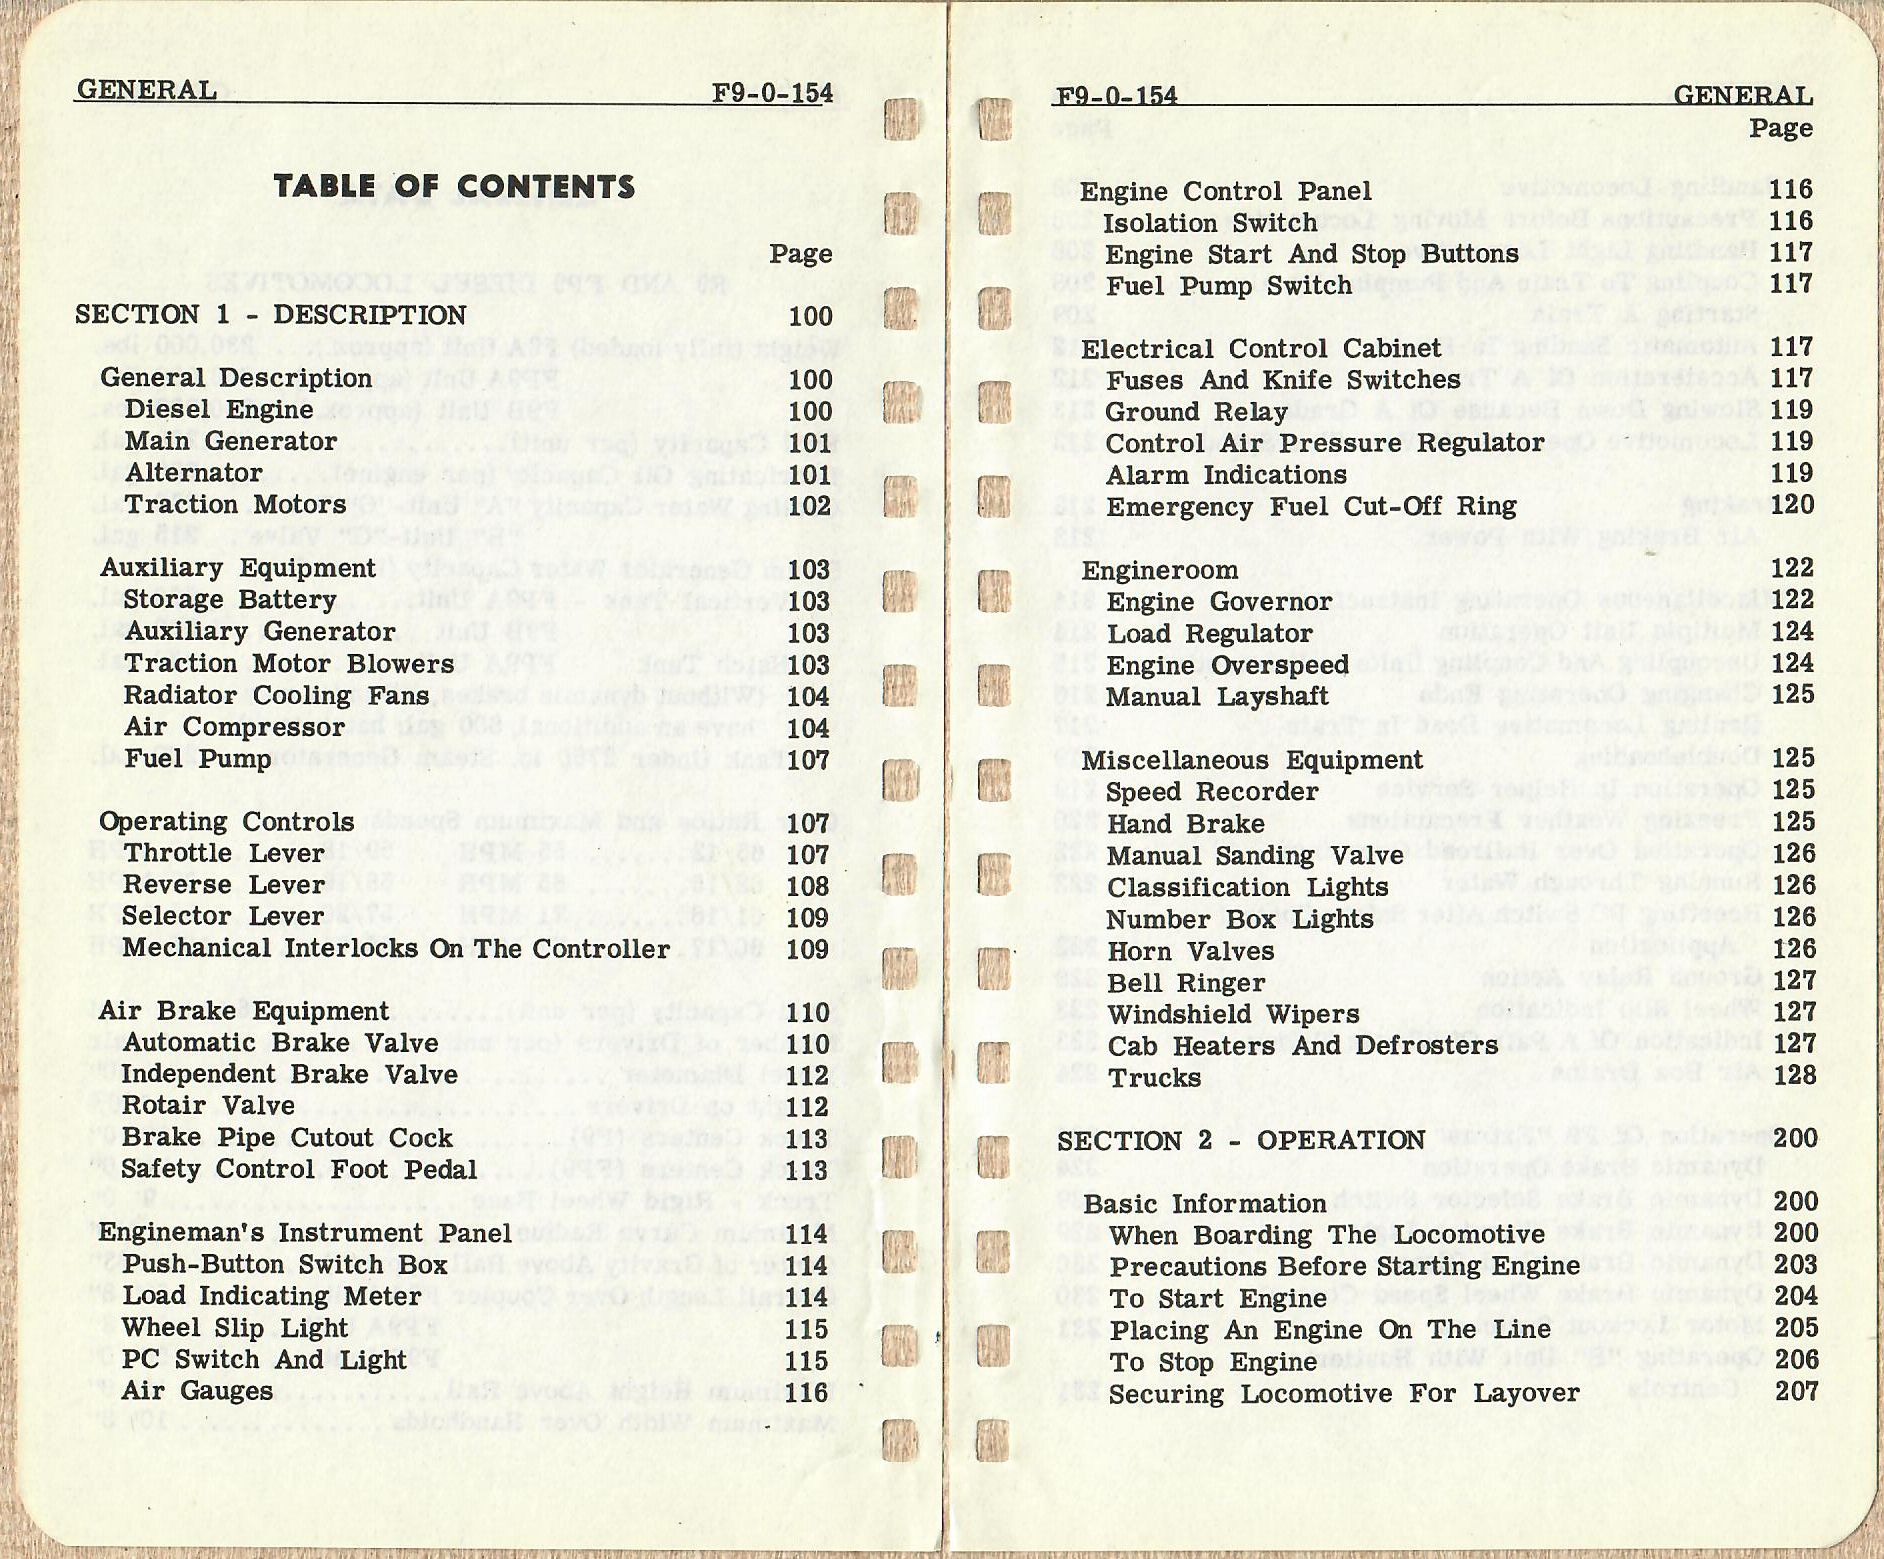 GENERAL F9-0-154
TABLE OF CONTENTS
Page
SECTION 1 - DESCRIPTION 100
General Description 100
Diesel Engine 100
Main Generator 101
Alternator 101
Traction Motors 102
Auxiliary Equipment 103
Storage Battery 103
Auxiliary Generator 103
Traction Motor Blowers 103
Radiator Cooling Fans 104
Air Compressor 104
Fuel Pump 107
Operating Controls 107
Throttle Lever 107
Reverse Lever 108
Selector Lever 109
Mechanical Interlocks On The Controller 109
Air Brake Equipment 110
Automatic Brake Valve 110
Independent Brake Valve 112
Rotair Valve 112
Brake Pipe Cutout Cock 113
Safety Control Foot Pedal 113
Engineman's Instrument Panel 114
Push-Button Switch Box 114
Load Indicating Meter 114
Wheel Slip Light 115
PC Switch And Light 115
Air Gauges 116
F9-0-154 GENERAL
Page
Engine Control Panel 116
Isolation Switch 116
Engine Start And Stop Buttons 117
Fuel Pump Switch 117
Electrical Control Cabinet 117
Fuses And Knife Switches 117
Ground Relay 119
Control Air Pressure Regulator 119
Alarm Indications 119
Emergency Fuel Cut-Off Ring 120
Engineroom 122
Engine Governor 122
Load Regulator 124
Engine Overspeed 124
Manual Layshaft 125
Miscellaneous Equipment 125
Speed Recorder 125
Hand Brake 125
Manual Sanding Valve 126
Classification Lights 126
Number Box Lights 126
Horn Valves 126
Bell Ringer 127
Windshield Wipers 127
Cab Heaters And Defrosters 127
Trucks 128
SECTION 2 - OPERATION 200
Basic Information 200
When Boarding The Locomotive 200
Precautions Before Starting Engine 203
To Start Engine 204
Placing An Engine On The Line 205
To Stop Engine 206
Securing Locomotive For Layover 207